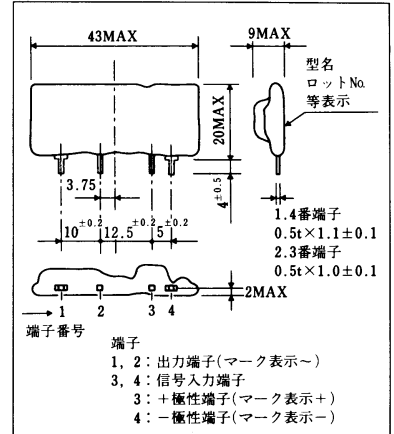 43MAX
9MAX
型名
ロットNo.
等表示
20MAX
3.75
4±0.5
10±0.2
12.5±0.2
5±0.2
1.4番端子
0.5t×1.1±0.1
2.3番端子
0.5t×1.0±0.1
2MAX
1 2 3 4
端子番号
端子
1, 2：出力端子(マーク表示～)
3, 4：信号入力端子
3：＋極性端子(マーク表示＋)
4：－極性端子(マーク表示－)